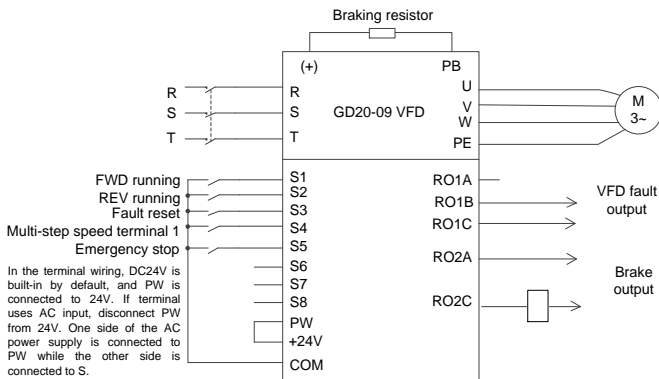 Braking resistor
(+)
PB
R
S
T
R
S
T
GD20-09 VFD
U
V
W
PE
M
3~
FWD running
REV running
Fault reset
Multi-step speed terminal 1
Emergency stop
In the terminal wiring, DC24V is
built-in by default, and PW is
connected to 24V. If terminal
uses AC input, disconnect PW
from 24V. One side of the AC
power supply is connected to
PW while the other side is
connected to S.
S1
S2
S3
S4
S5
S6
S7
S8
PW
+24V
COM
RO1A
RO1B
RO1C
RO2A
RO2C
VFD fault
output
Brake
output